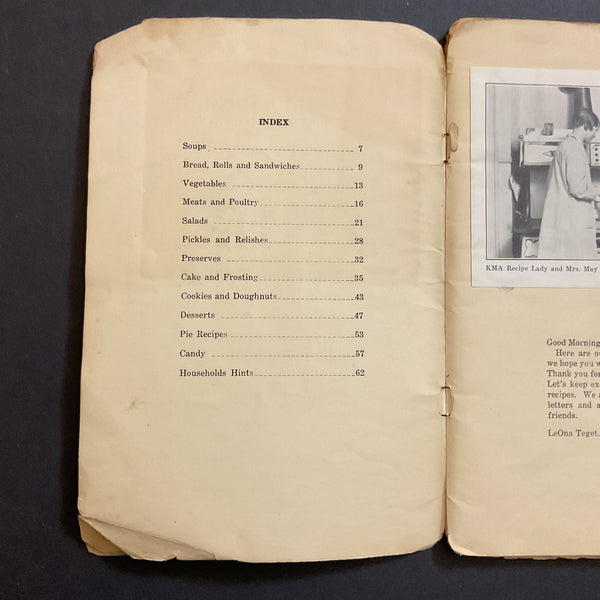 INDEX
Soups 7
Bread, Rolls and Sandwiches 9
Vegetables 13
Meats and Poultry 16
Salads 21
Pickles and Relishes 28
Preserves 32
Cake and Frosting 35
Cookies and Doughnuts 43
Desserts 47
Pie Recipes 53
Candy 57
Households Hints 62
KMA Recipe Lady and Mrs. May
Good Morning
Here are
we hope you
Thank you for
Let's keep
recipes. We
letters and
friends.
LeOna Teget.